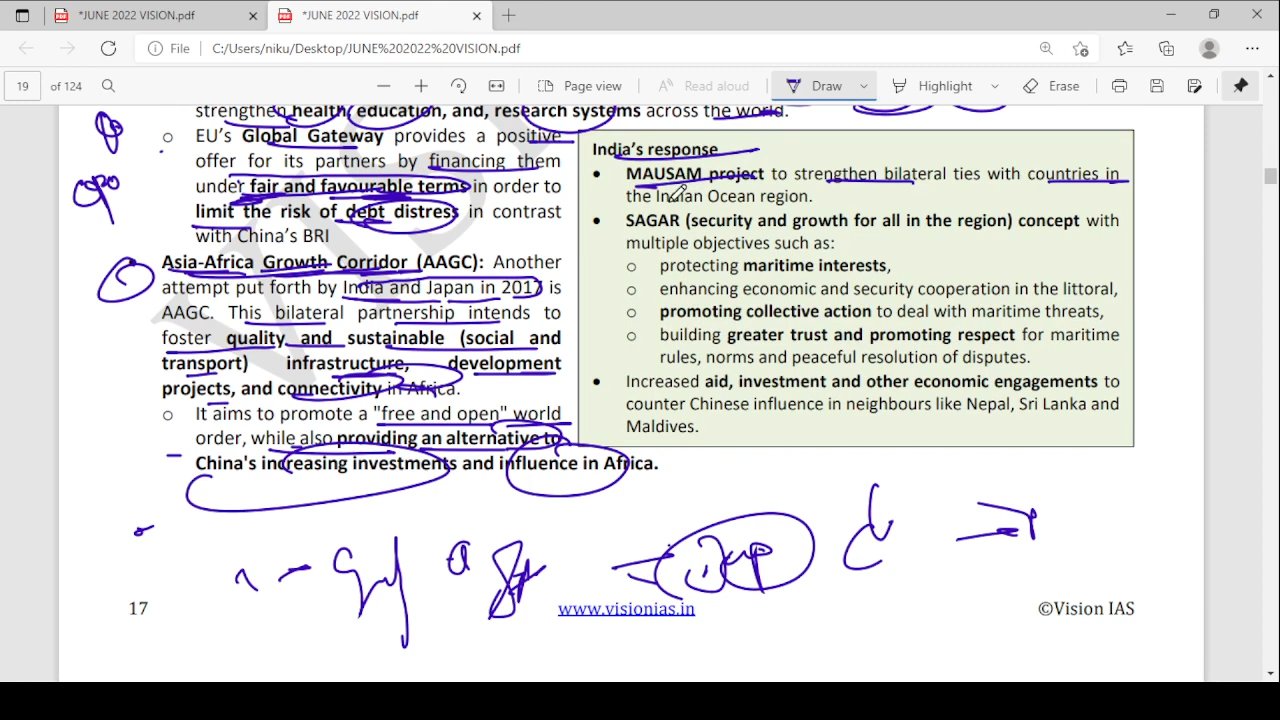 *JUNE 2022 VISION.pdf
*JUNE 2022 VISION.pdf
File
C:/Users/niku/Desktop/JUNE%202022%20VISION.pdf
19 of 124
Page view
Read aloud
Draw
Highlight
Erase
strengthen health, education, and, research systems across the world.
o EU's Global Gateway provides a positive
offer for its partners by financing them
under fair and favourable terms in order to
limit the risk of debt distress in contrast
with China's BRI
Asia-Africa Growth Corridor (AAGC): Another
attempt put forth by India and Japan in 2017 is
AAGC. This bilateral partnership intends to
foster quality and sustainable (social and
transport) infrastructure, development
projects, and connectivity in Africa.
o It aims to promote a "free and open" world
order, while also providing an alternative to
China's increasing investments and influence in Africa.
India's response
• MAUSAM project to strengthen bilateral ties with countries in
the Indian Ocean region.
• SAGAR (security and growth for all in the region) concept with
multiple objectives such as:
o protecting maritime interests,
o enhancing economic and security cooperation in the littoral,
o promoting collective action to deal with maritime threats,
o building greater trust and promoting respect for maritime
rules, norms and peaceful resolution of disputes.
• Increased aid, investment and other economic engagements to
counter Chinese influence in neighbours like Nepal, Sri Lanka and
Maldives.
17
www.visionias.in
©Vision IAS